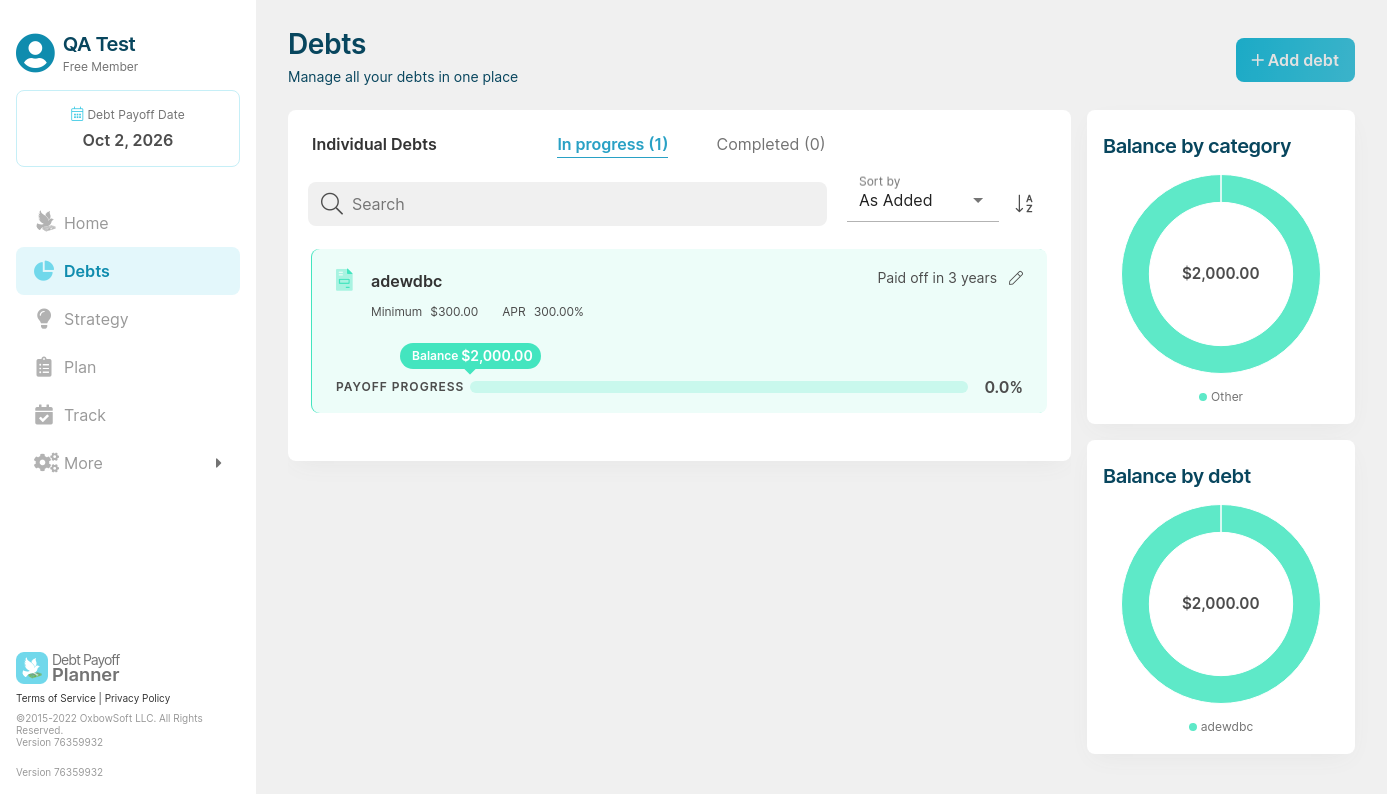 QA Test
Free Member
Debt Payoff Date
Oct 2, 2026
Home
Debts
Strategy
Plan
Track
More
Debt Payoff
Planner
Terms of Service | Privacy Policy
©2015-2022 OxbowSoft LLC. All Rights
Reserved.
Version 76359932
Version 76359932
Debts
Manage all your debts in one place
+ Add debt
Individual Debts
In progress (1)
Completed (0)
Search
Sort by
As Added
A
Z
adewdbc
Paid off in 3 years
Minimum $300.00 APR 300.00%
Balance $2,000.00
PAYOFF PROGRESS
0.0%
Balance by category
$2,000.00
Other
Balance by debt
$2,000.00
adewdbc